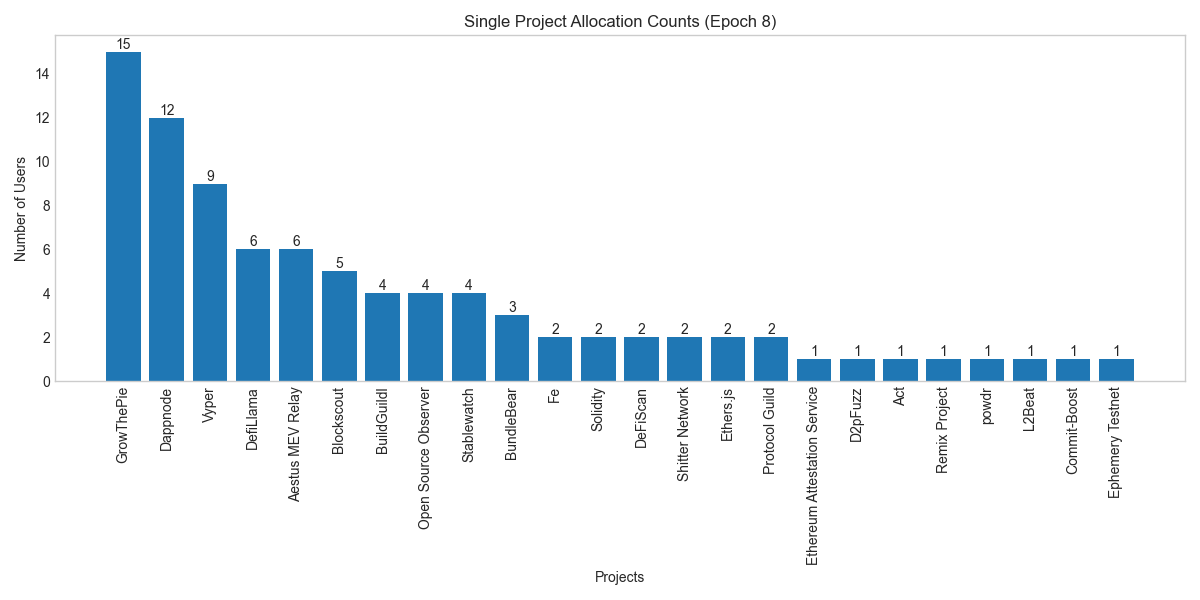 Single Project Allocation Counts (Epoch 8)
Number of Users
14
12
10
8
6
4
2
0
15
12
9
6
6
5
4
4
4
3
2
2
2
2
2
2
1
1
1
1
1
1
1
1
GrowThePie
Dappnode
Vyper
DefiLlama
Aestus MEV Relay
Blockscout
BuildGuildl
Open Source Observer
Stablewatch
BundleBear
Fe
Solidity
DeFiScan
Shitter Network
Ethers.js
Protocol Guild
Ethereum Attestation Service
D2pFuzz
Act
Remix Project
powdr
L2Beat
Commit-Boost
Ephemery Testnet
Projects